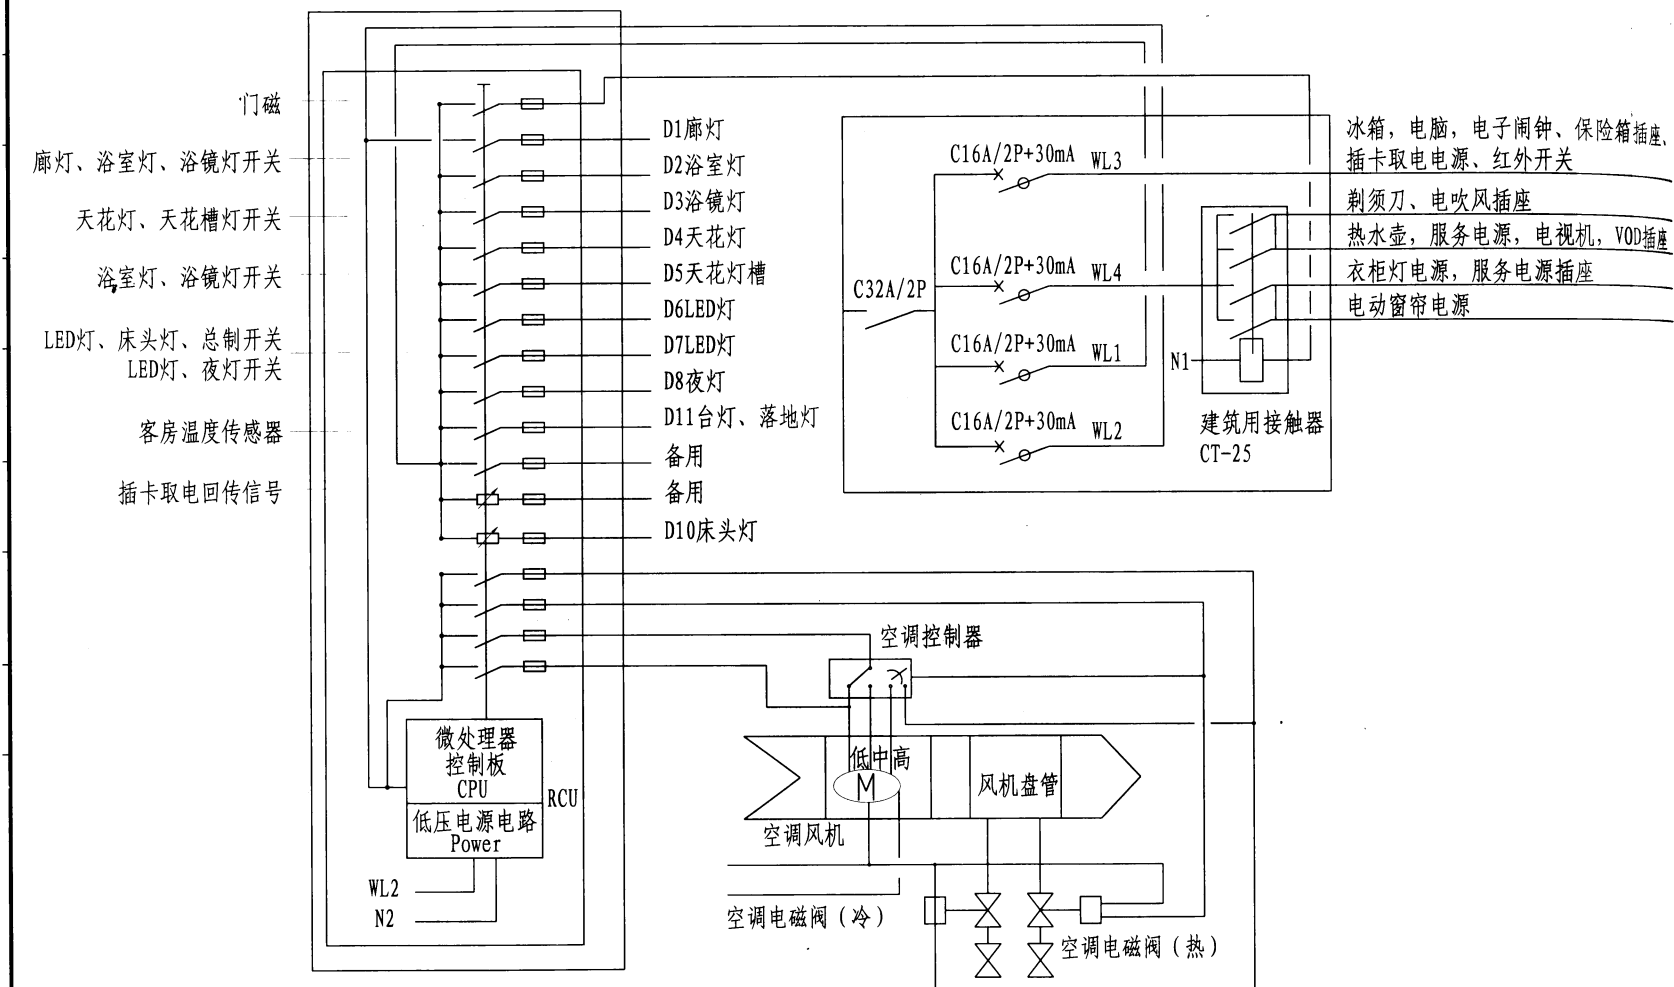 门磁
廊灯、浴室灯、浴镜灯开关
天花灯、天花槽灯开关
浴室灯、浴镜灯开关
LED灯、床头灯、总制开关
LED灯、夜灯开关
客房温度传感器
插卡取电回传信号
D1廊灯
D2浴室灯
D3浴镜灯
D4天花灯
D5天花灯槽
D6LED灯
D7LED灯
D8夜灯
D11台灯、落地灯
备用
备用
D10床头灯
微处理器
控制板
CPU
低压电源电路
Power
RCU
WL2
N2
C32A/2P
C16A/2P+30mA WL3
C16A/2P+30mA WL4
C16A/2P+30mA WL1
C16A/2P+30mA WL2
N1
建筑用接触器
CT-25
冰箱，电脑，电子闹钟、保险箱插座、
插卡取电电源、红外开关
剃须刀、电吹风插座
热水壶，服务电源，电视机，VOD插座
衣柜灯电源，服务电源插座
电动窗帘电源
空调控制器
低中高
M
风机盘管
空调风机
空调电磁阀（冷）
空调电磁阀（热）